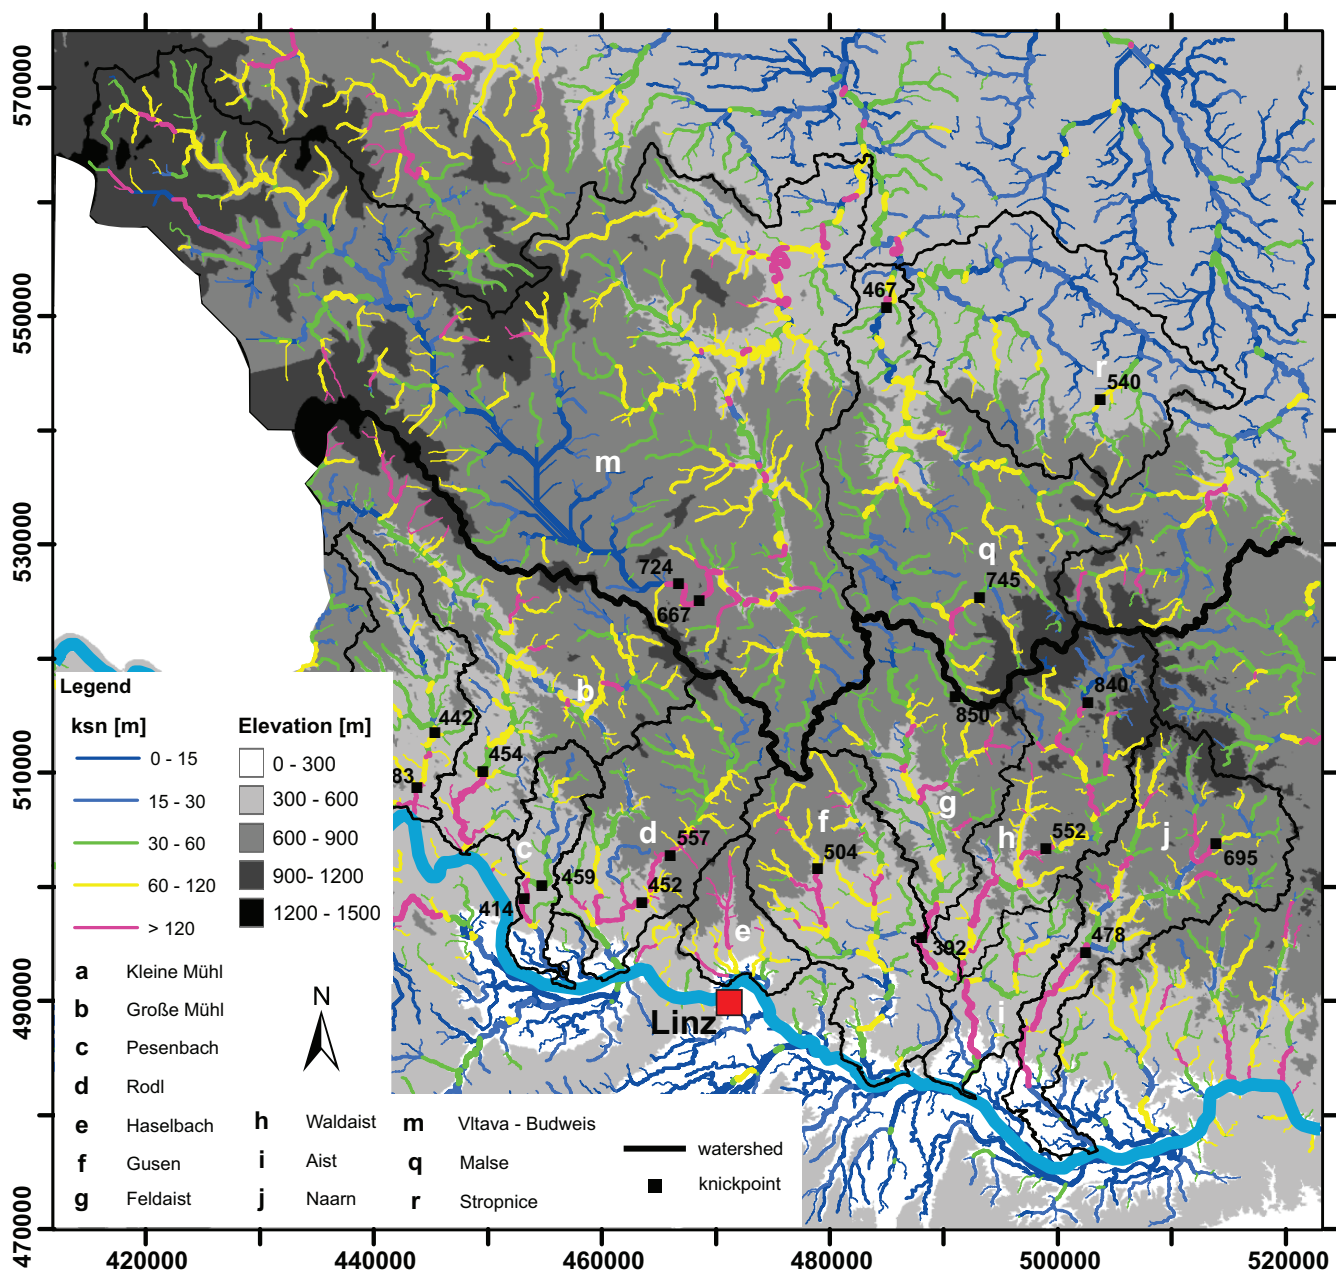 570000
550000
530000
510000
490000
470000
467
r
540
m
q
724
745
667
b
840
850
442
454
83
g
f
d
557
h
552
j
c
504
695
459
452
414
e
392
478
i
Linz
Legend
ksn [m]
0 - 15
15 - 30
30 - 60
60 - 120
> 120
Elevation [m]
0 - 300
300 - 600
600 - 900
900- 1200
1200 - 1500
N
a Kleine Mühl
b Große Mühl
c Pesenbach
d Rodl
e Haselbach
f Gusen
g Feldaist
h Waldaist
i Aist
j Naarn
m Vltava - Budweis
q Malse
r Stropnice
watershed
knickpoint
420000 440000 460000 480000 500000 520000